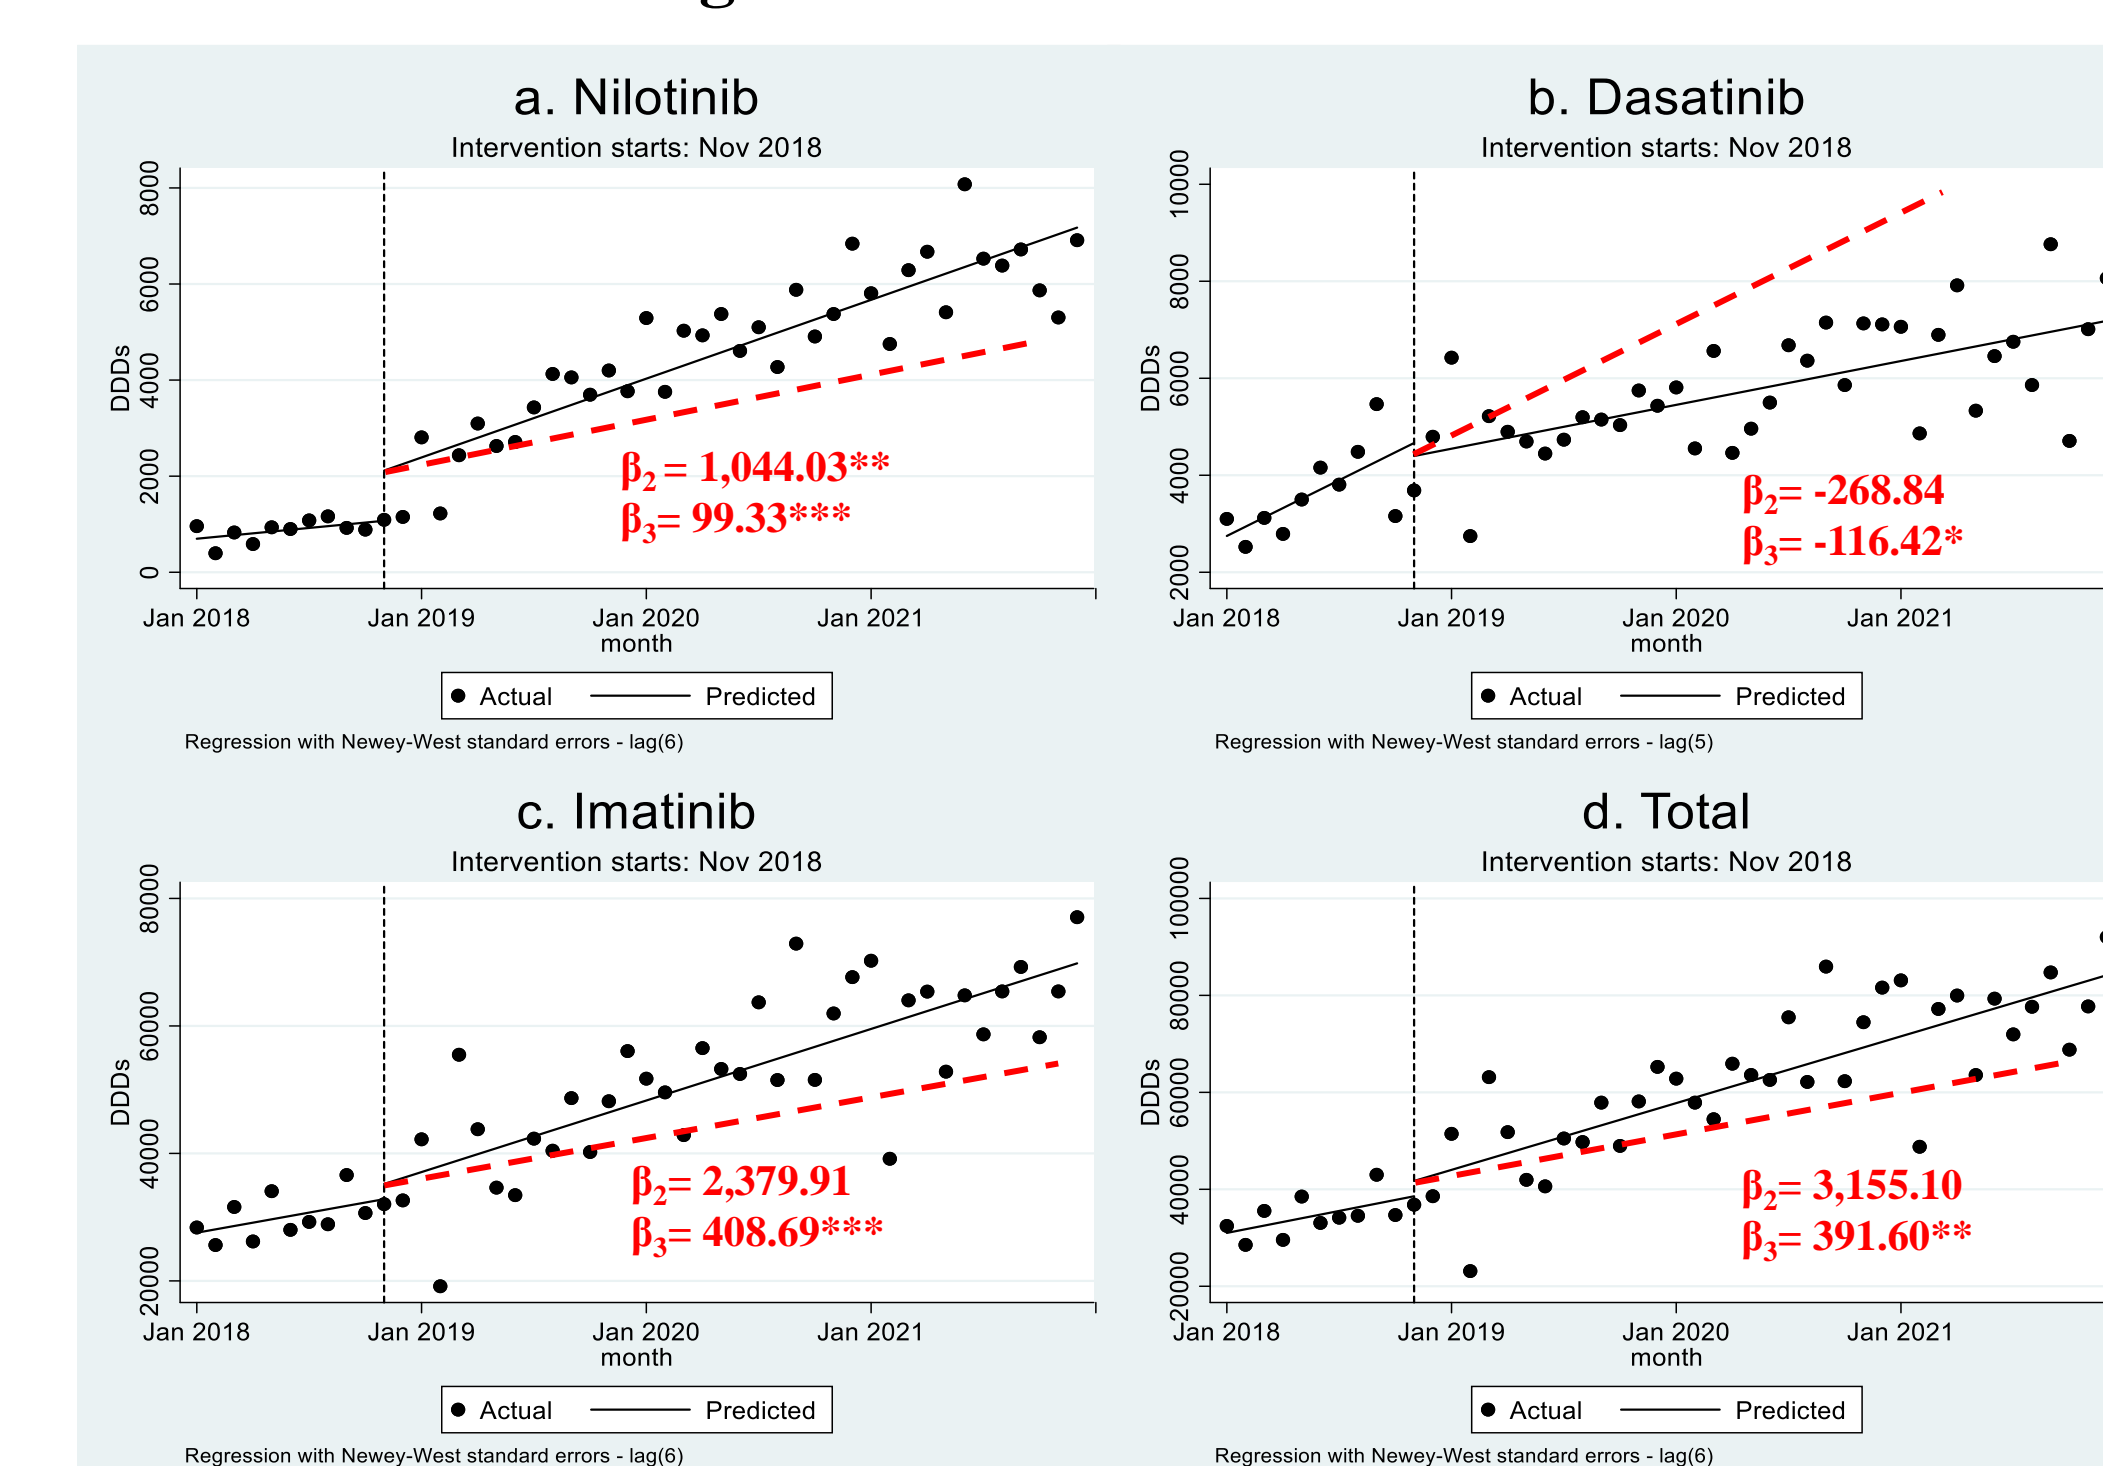 a. Nilotinib
Intervention starts: Nov 2018
DDDs
8000
6000
4000
2000
0
β2 = 1,044.03**
β3= 99.33***
Jan 2018 Jan 2019 Jan 2020 Jan 2021
month
Actual Predicted
Regression with Newey-West standard errors - lag(6)
b. Dasatinib
Intervention starts: Nov 2018
DDDs
10000
8000
6000
4000
2000
β2= -268.84
β3= -116.42*
Jan 2018 Jan 2019 Jan 2020 Jan 2021
month
Actual Predicted
Regression with Newey-West standard errors - lag(5)
c. Imatinib
Intervention starts: Nov 2018
DDDs
80000
60000
40000
20000
β2= 2,379.91
β3= 408.69***
Jan 2018 Jan 2019 Jan 2020 Jan 2021
month
Actual Predicted
Regression with Newey-West standard errors - lag(6)
d. Total
Intervention starts: Nov 2018
DDDs
100000
80000
60000
40000
20000
β2= 3,155.10
β3= 391.60**
Jan 2018 Jan 2019 Jan 2020 Jan 2021
month
Actual Predicted
Regression with Newey-West standard errors - lag(6)